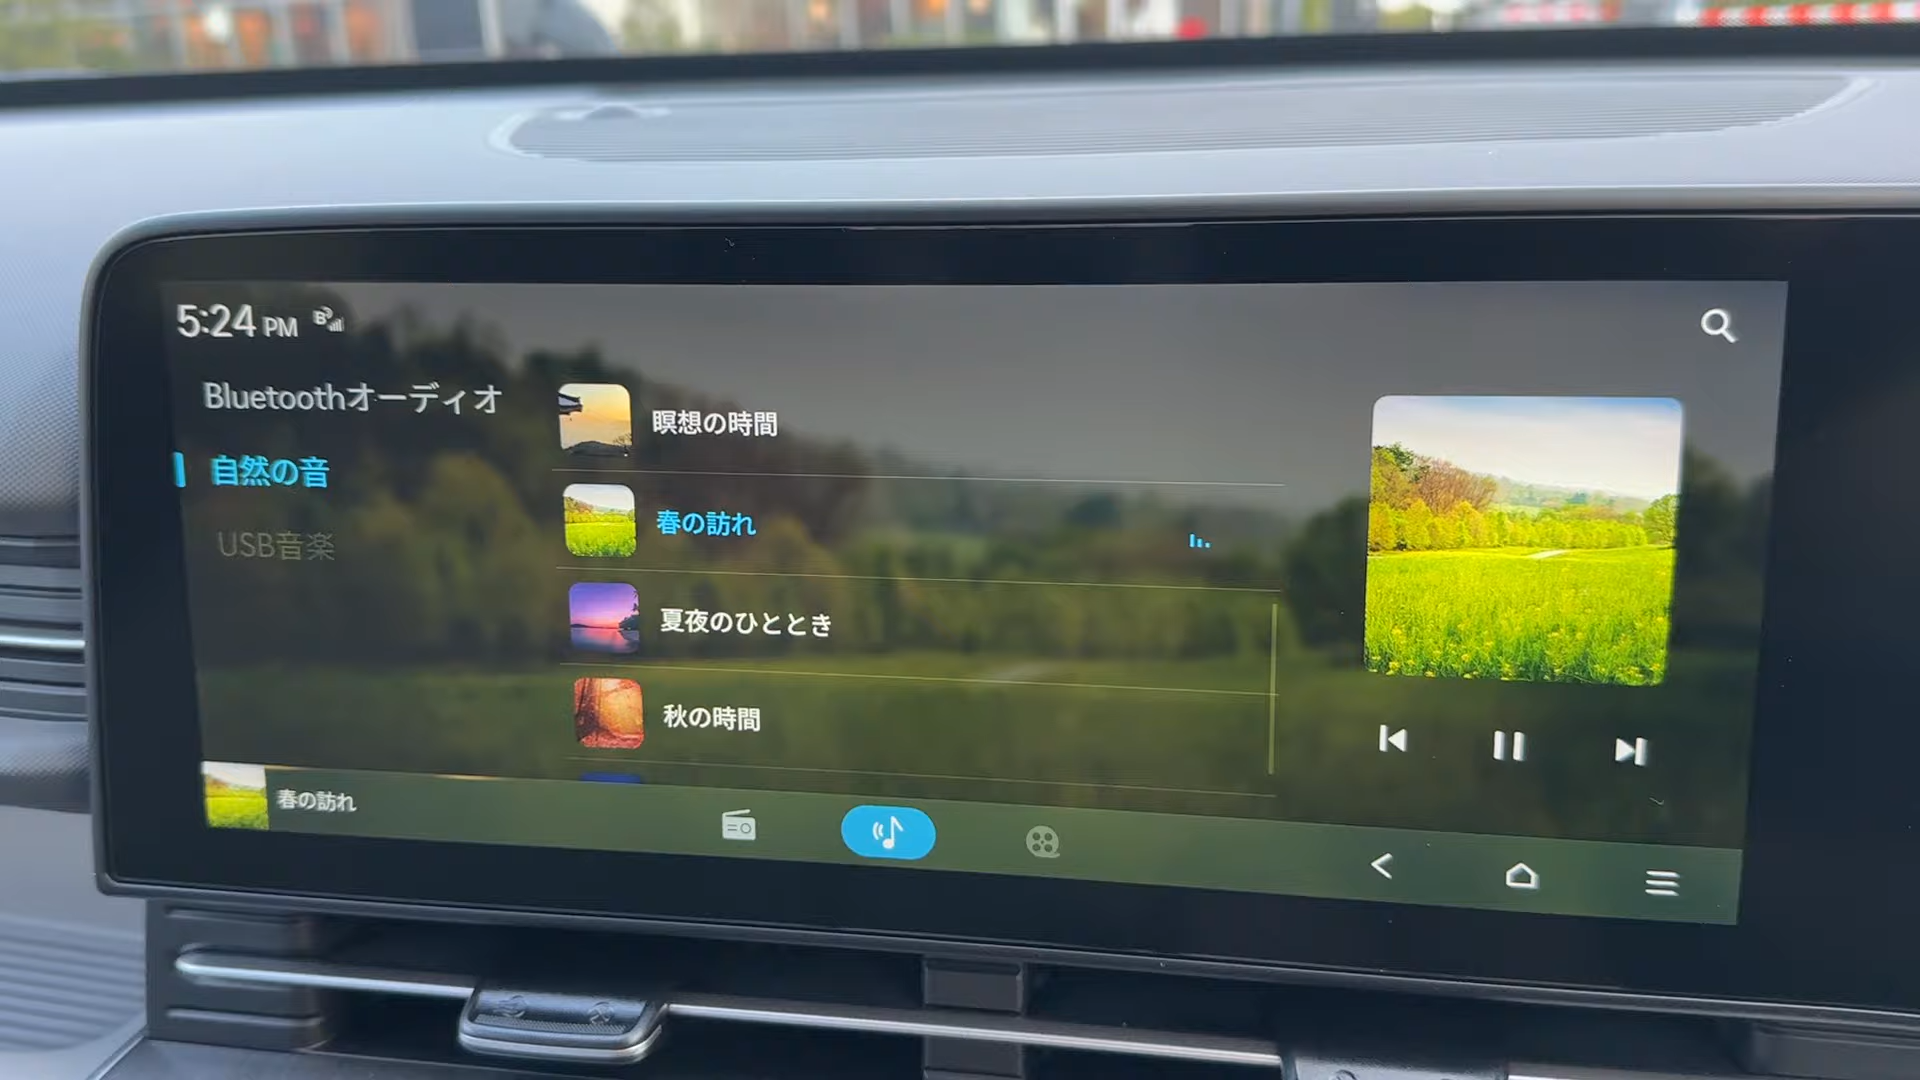 5:24 PM
Bluetoothオーディオ
自然の音
USB音楽
瞑想の時間
春の訪れ
夏夜のひととき
秋の時間
春の訪れ